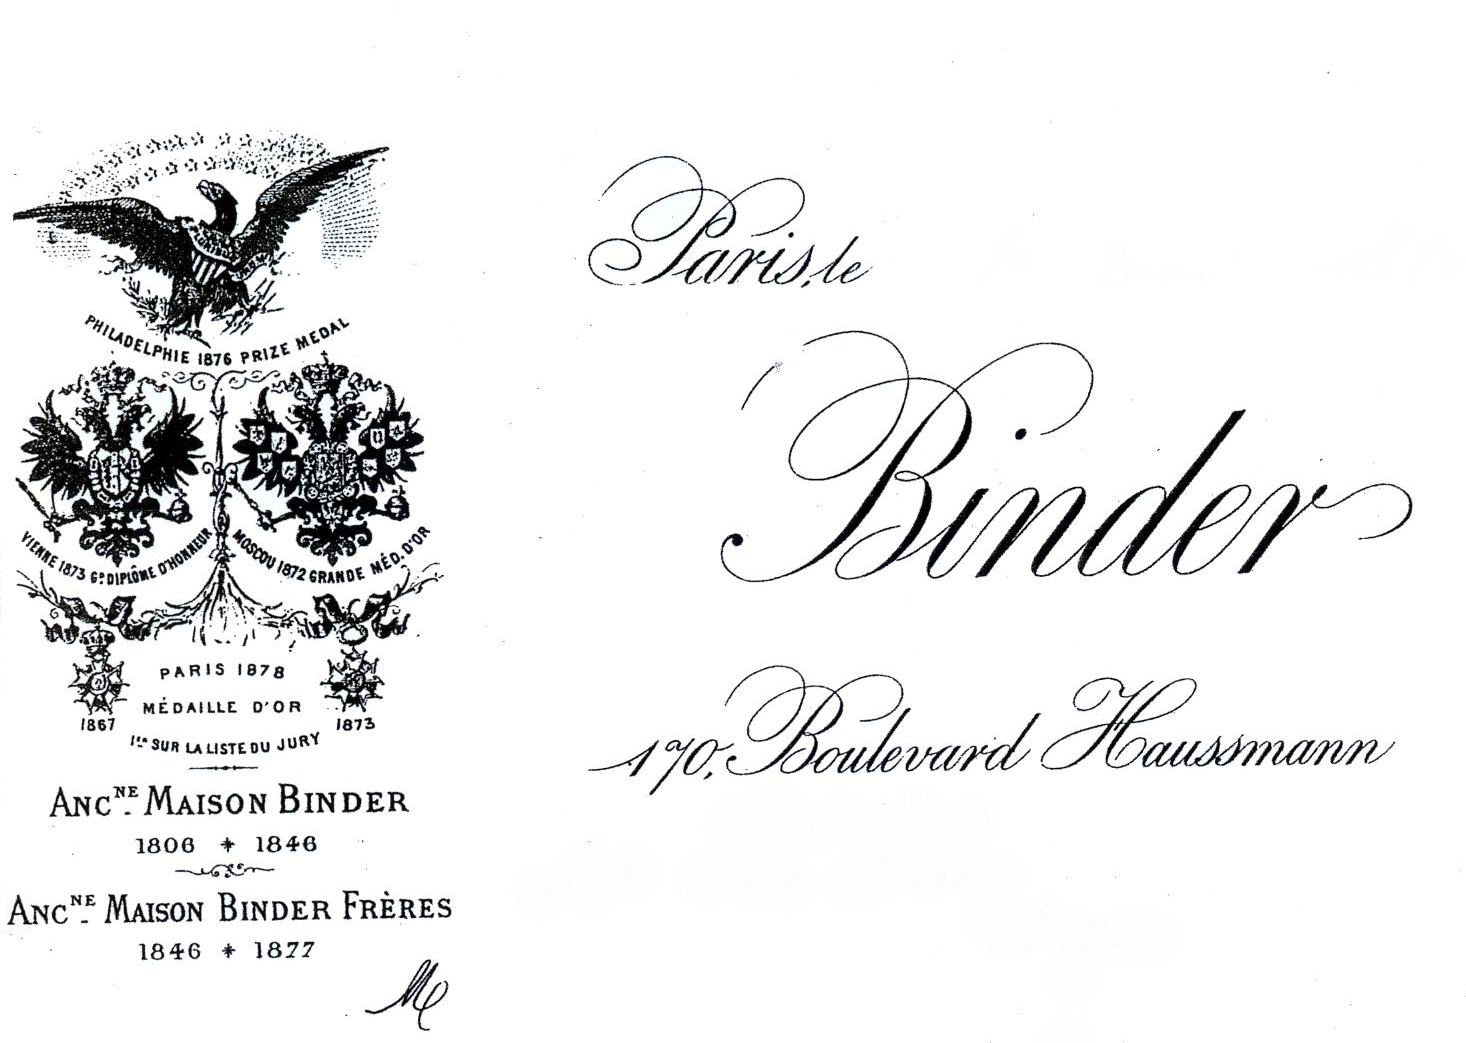 PHILADELPHIE 1876 PRIZE MEDAL
VIENNE 1873 Gᴰ DIPLÔME D'HONNEUR
MOSCOU 1872 GRANDE MÉD. D'OR
PARIS 1878
MÉDAILLE D'OR
1867
1873
1ᴱᴿ SUR LA LISTE DU JURY
ANCᴺᴱ MAISON BINDER
1806 * 1846
ANCᴺᴱ MAISON BINDER FRÈRES
1846 * 1877
M
Paris, le
Binder
170, Boulevard Haussmann